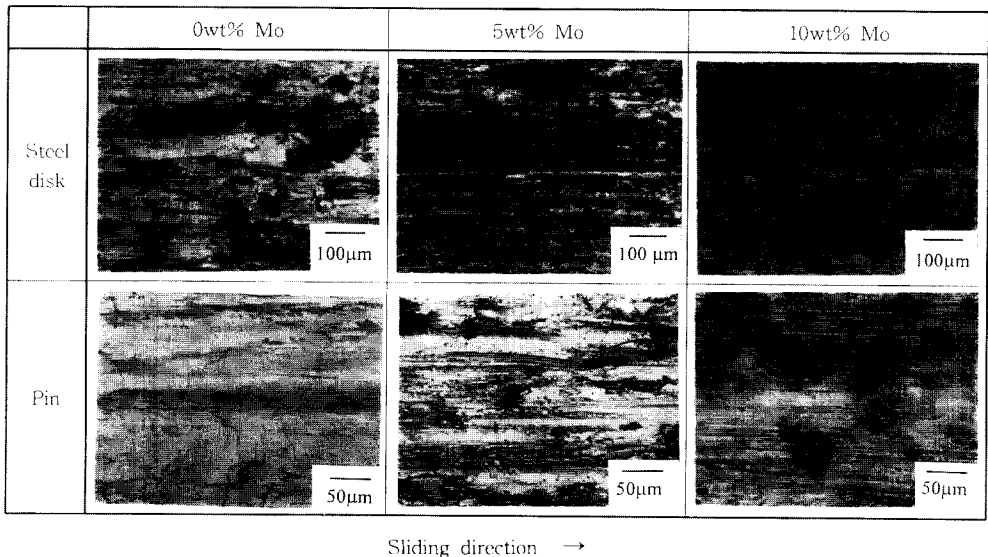 0wt% Mo 5wt% Mo 10wt% Mo
Steel
disk
100μm 100 μm 100μm
Pin
50μm 50μm 50μm
Sliding direction →